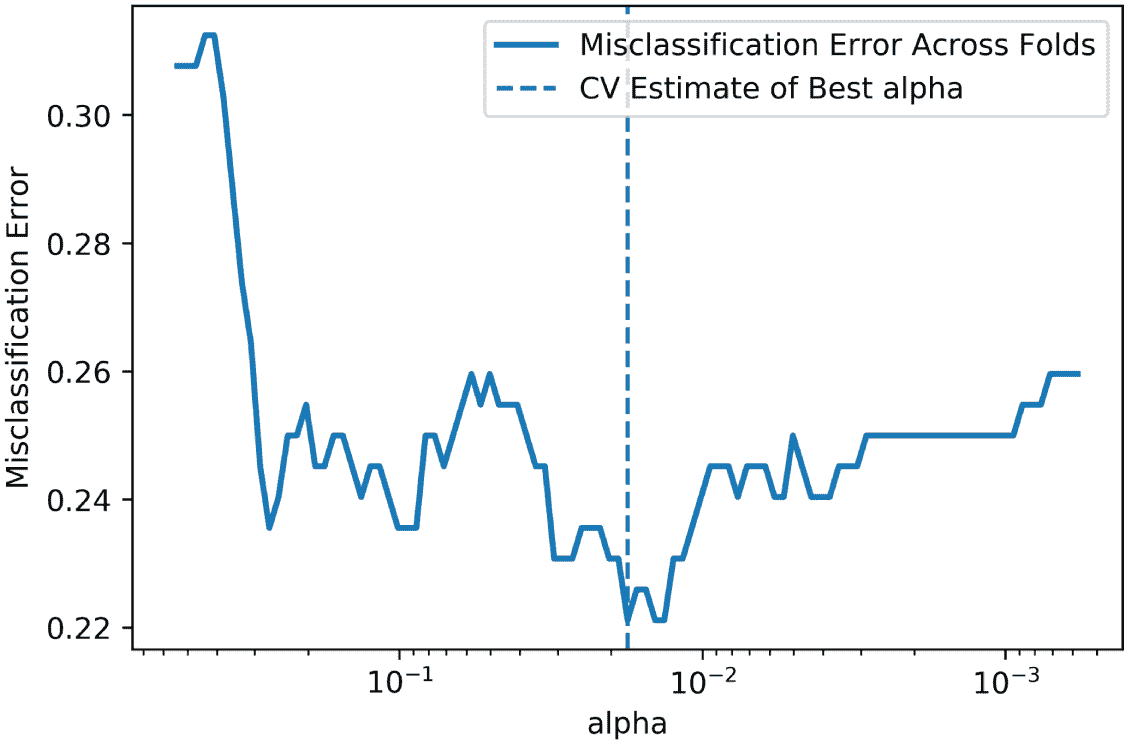 Misclassification Error Across Folds
CV Estimate of Best alpha
Misclassification Error
0.30
0.28
0.26
0.24
0.22
10⁻¹
10⁻²
10⁻³
alpha